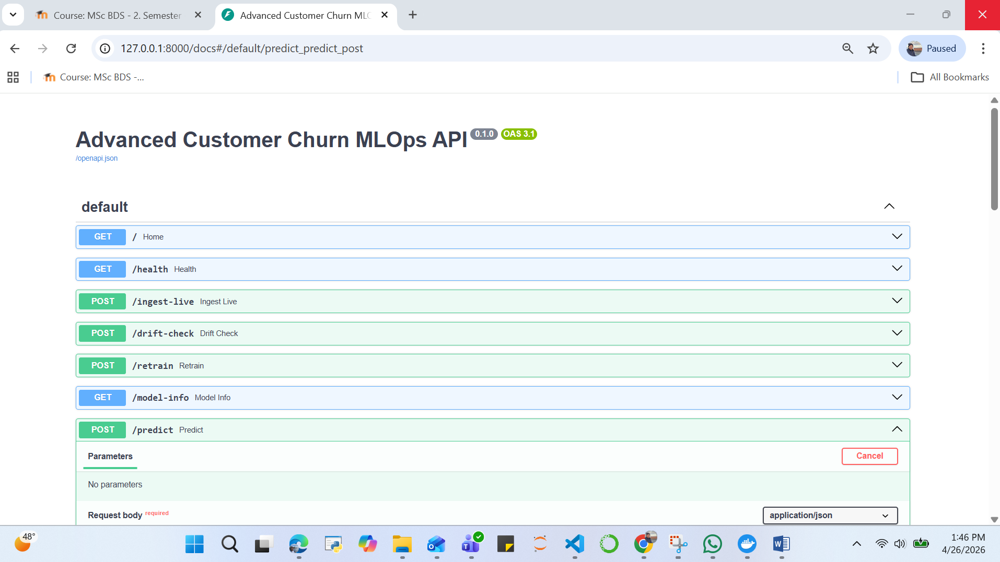 Course: MSc BDS - 2. Semester
Advanced Customer Churn MLO
127.0.0.1:8000/docs#/default/predict_predict_post
Paused
Course: MSc BDS -...
All Bookmarks
Advanced Customer Churn MLOps API 0.1.0 OAS 3.1
/openapi.json
default
GET / Home
GET /health Health
POST /ingest-live Ingest Live
POST /drift-check Drift Check
POST /retrain Retrain
GET /model-info Model Info
POST /predict Predict
Parameters
Cancel
No parameters
Request body required
application/json
48°
1:46 PM
4/26/2026